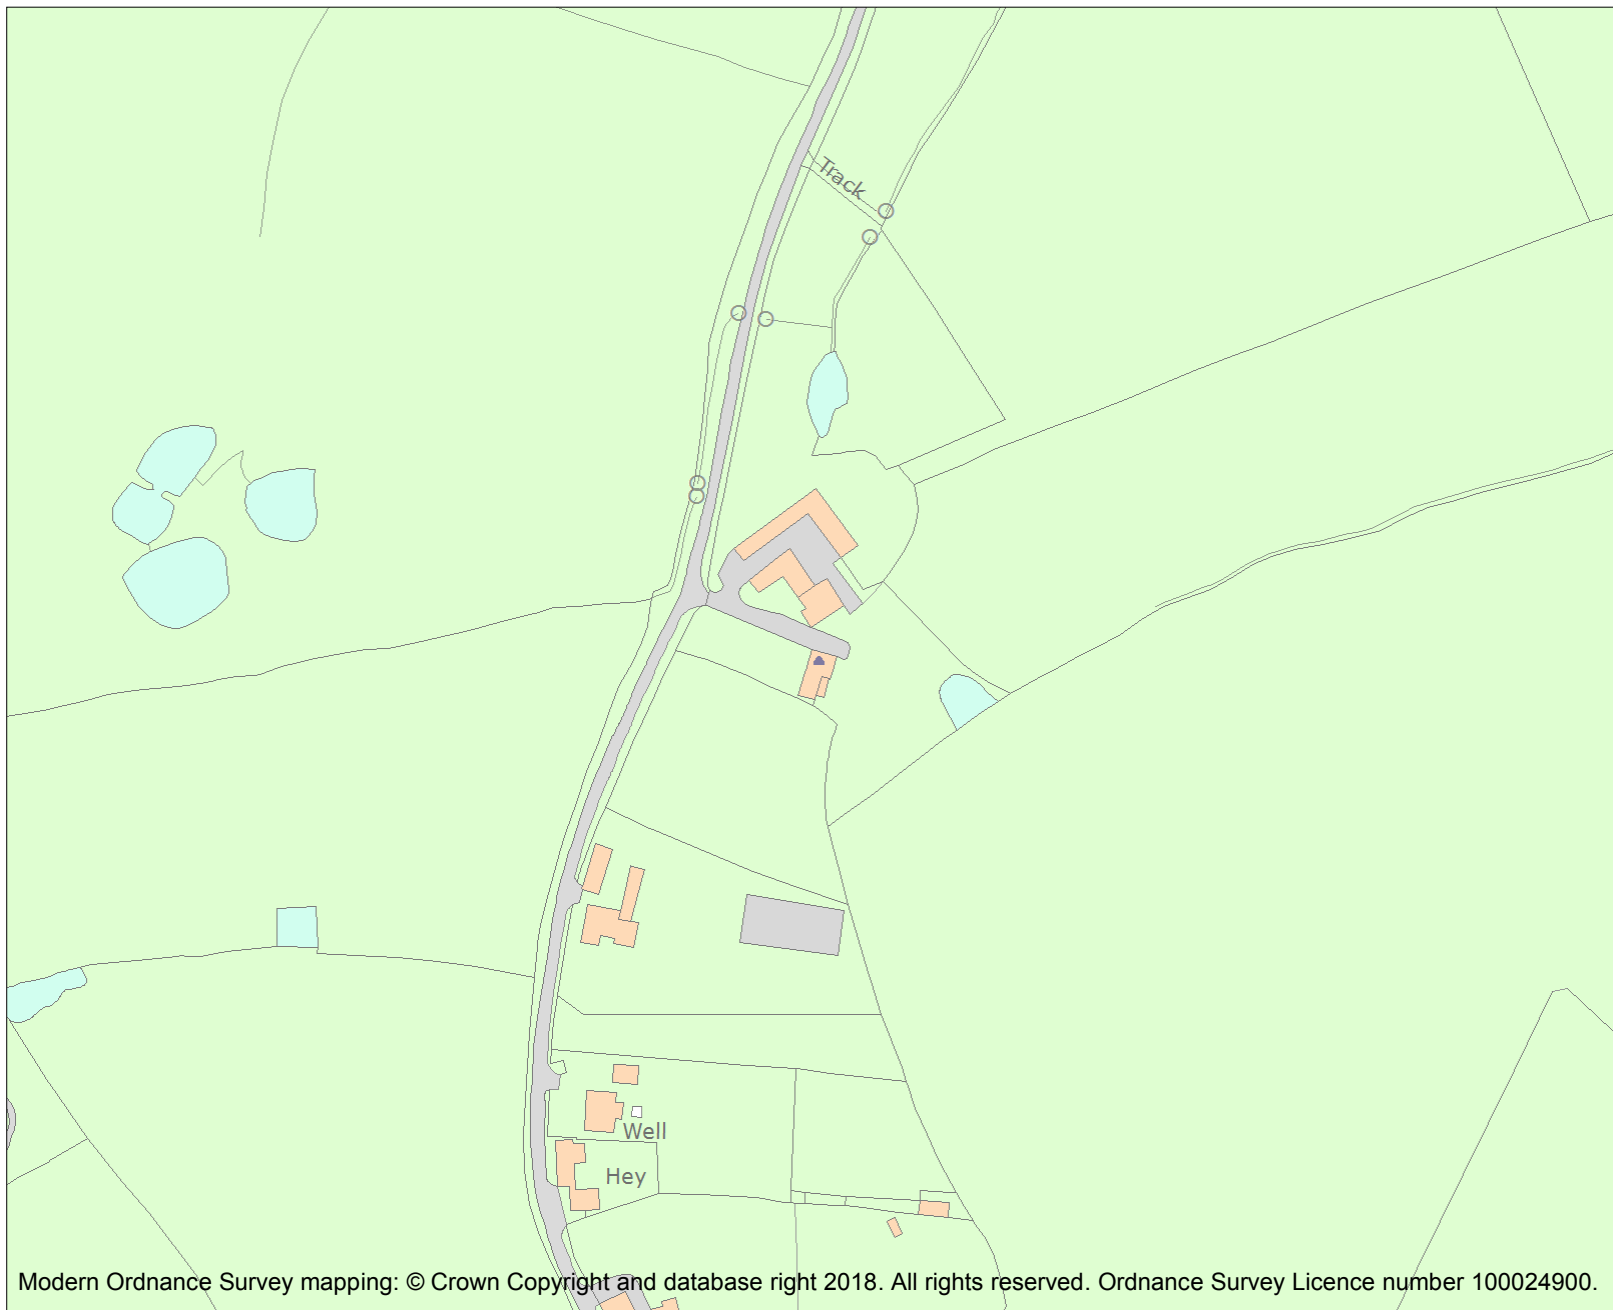 Track
Well
Hey
Modern Ordnance Survey mapping: © Crown Copyright and database right 2018. All rights reserved. Ordnance Survey Licence number 100024900.